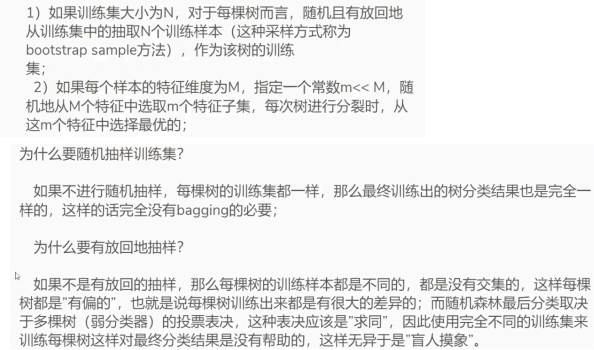 1）如果训练集大小为N，对于每棵树而言，随机且有放回地
从训练集中的抽取N个训练样本（这种采样方式称为
bootstrap sample方法），作为该树的训练
集；
2）如果每个样本的特征维度为M，指定一个常数m<< M，随
机地从M个特征中选取m个特征子集，每次树进行分裂时，从
这m个特征中选择最优的；
为什么要随机抽样训练集？
如果不进行随机抽样，每棵树的训练集都一样，那么最终训练出的树分类结果也是完全一
样的，这样的话完全没有bagging的必要；
为什么要有放回地抽样？
如果不是有放回的抽样，那么每棵树的训练样本都是不同的，都是没有交集的，这样每棵
树都是"有偏的"，也就是说每棵树训练出来都是有很大的差异的；而随机森林最后分类取决
于多棵树（弱分类器）的投票表决，这种表决应该是"求同"，因此使用完全不同的训练集来
训练每棵树这样对最终分类结果是没有帮助的，这样无异于是"盲人摸象"。